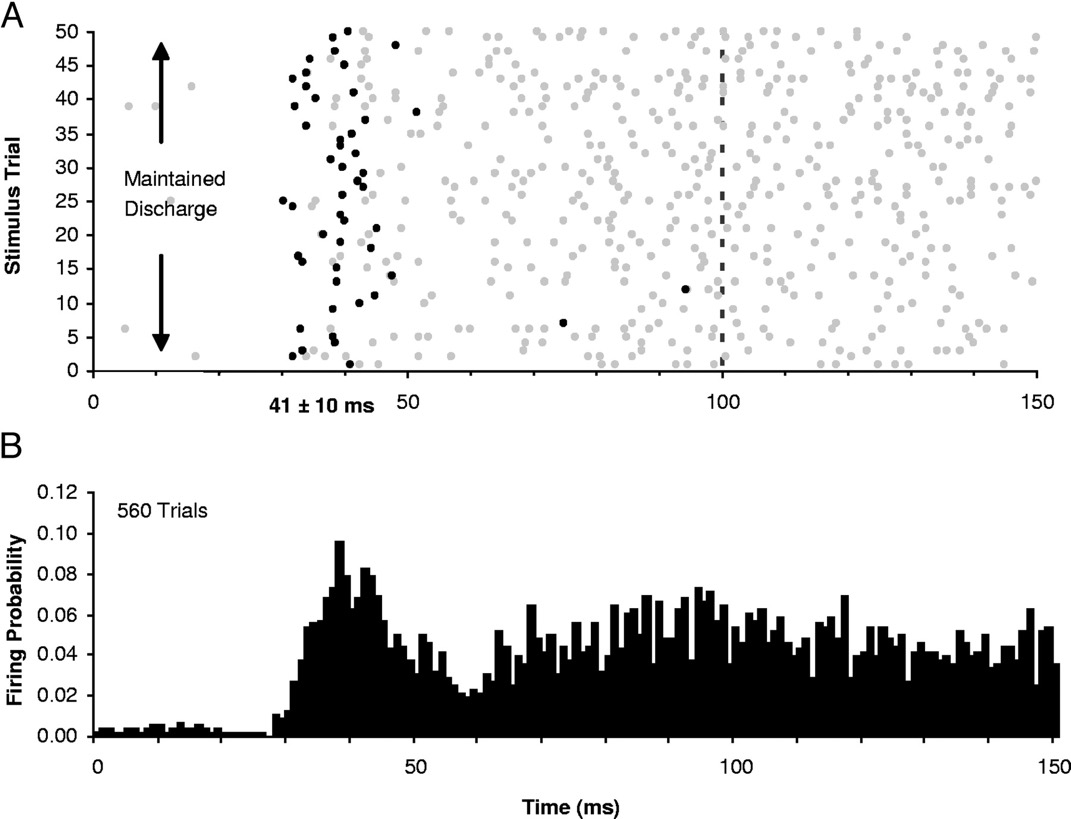 A
50
45
40
35
30
25
20
15
10
5
0
Stimulus Trial
Maintained
Discharge
0
41 ± 10 ms
50
100
150
B
0.12
0.10
0.08
0.06
0.04
0.02
0.00
Firing Probability
560 Trials
0
50
100
150
Time (ms)